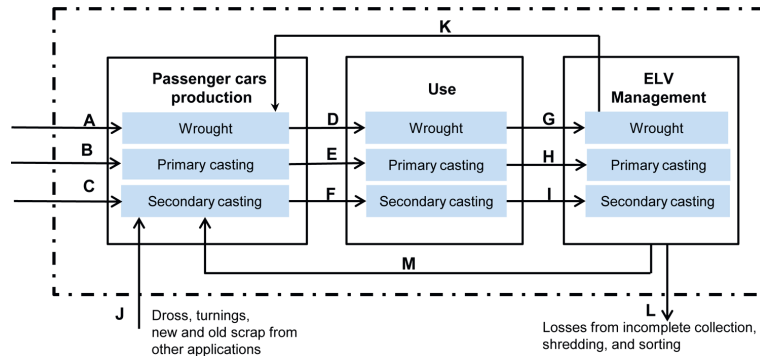 K
Passenger cars
production
Use
ELV
Management
A
Wrought
D
Wrought
G
Wrought
B
Primary casting
E
Primary casting
H
Primary casting
C
Secondary casting
F
Secondary casting
I
Secondary casting
M
J
Dross, turnings,
new and old scrap from
other applications
L
Losses from incomplete collection,
shredding, and sorting